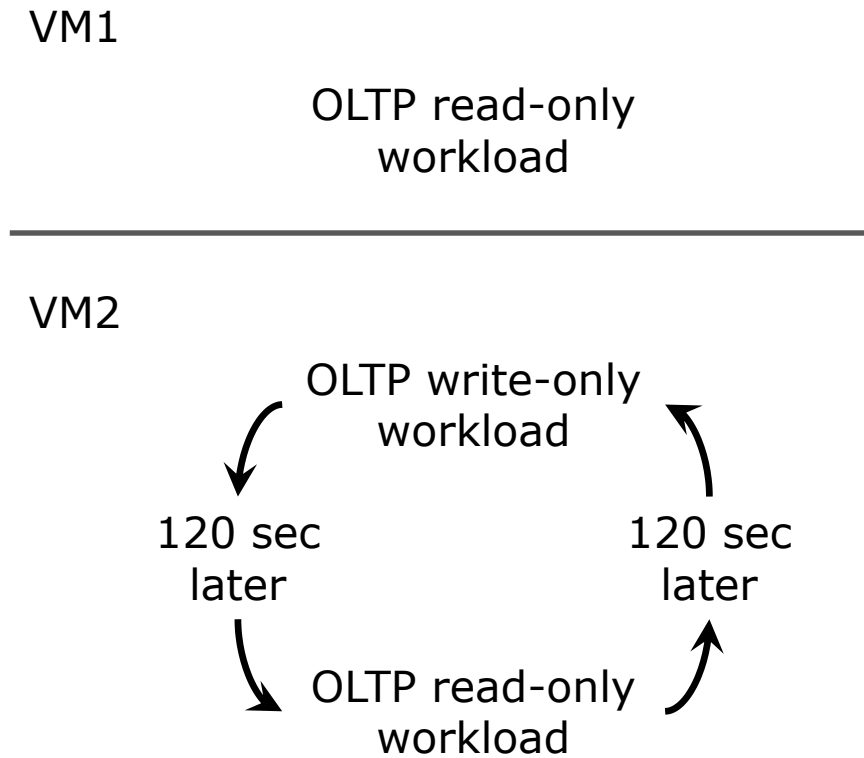 VM1
OLTP read-only
workload
VM2
OLTP write-only
workload
120 sec
later
120 sec
later
OLTP read-only
workload